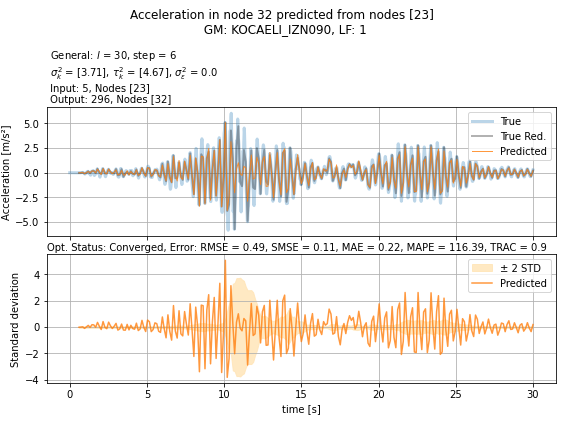 Acceleration in node 32 predicted from nodes [23]
GM: KOCAELI_IZN090, LF: 1
General: l = 30, step = 6
σ²ₖ = [3.71], τ²ₖ = [4.67], σ²ε = 0.0
Input: 5, Nodes [23]
Output: 296, Nodes [32]
Acceleration [m/s²]
5.0
2.5
0.0
−2.5
−5.0
True
True Red.
Predicted
Opt. Status: Converged, Error: RMSE = 0.49, SMSE = 0.11, MAE = 0.22, MAPE = 116.39, TRAC = 0.9
Standard deviation
4
2
0
−2
−4
± 2 STD
Predicted
0 5 10 15 20 25 30
time [s]